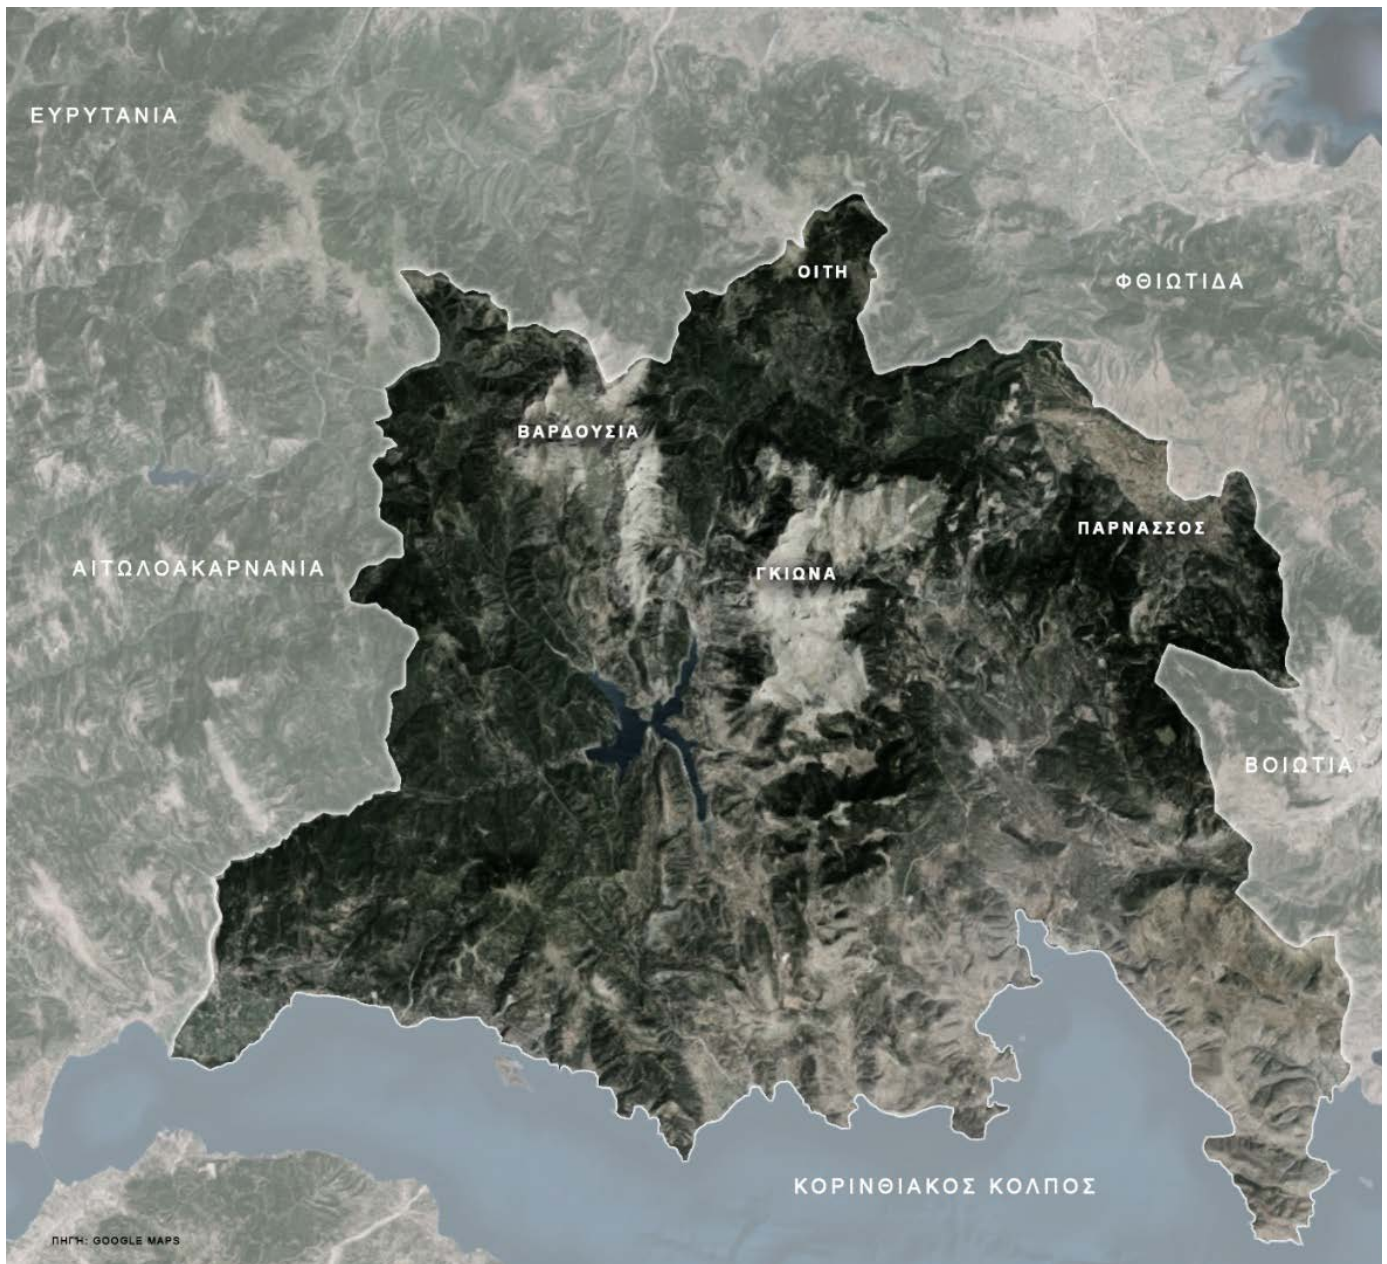 ΕΥΡΥΤΑΝΙΑ
ΟΙΤΗ
ΦΘΙΩΤΙΔΑ
ΒΑΡΔΟΥΣΙΑ
ΠΑΡΝΑΣΣΟΣ
ΑΙΤΩΛΟΑΚΑΡΝΑΝΙΑ
ΓΚΙΩΝΑ
ΒΟΙΩΤΙΑ
ΚΟΡΙΝΘΙΑΚΟΣ ΚΟΛΠΟΣ
ΠΗΓΗ: GOOGLE MAPS